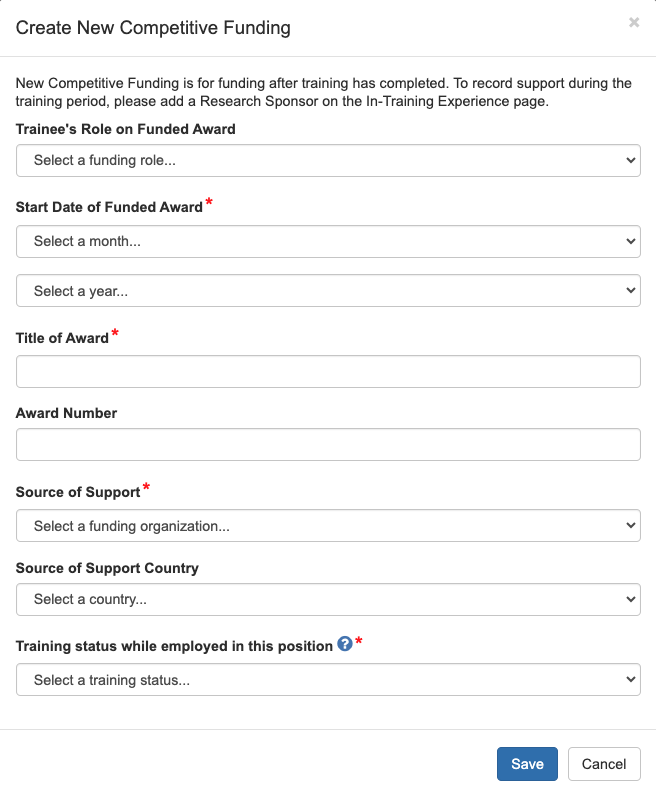 Create New Competitive Funding
×
New Competitive Funding is for funding after training has completed. To record support during the
training period, please add a Research Sponsor on the In-Training Experience page.
Trainee's Role on Funded Award
Select a funding role...
Start Date of Funded Award*
Select a month...
Select a year...
Title of Award*
Award Number
Source of Support*
Select a funding organization...
Source of Support Country
Select a country...
Training status while employed in this position ?*
Select a training status...
Save Cancel